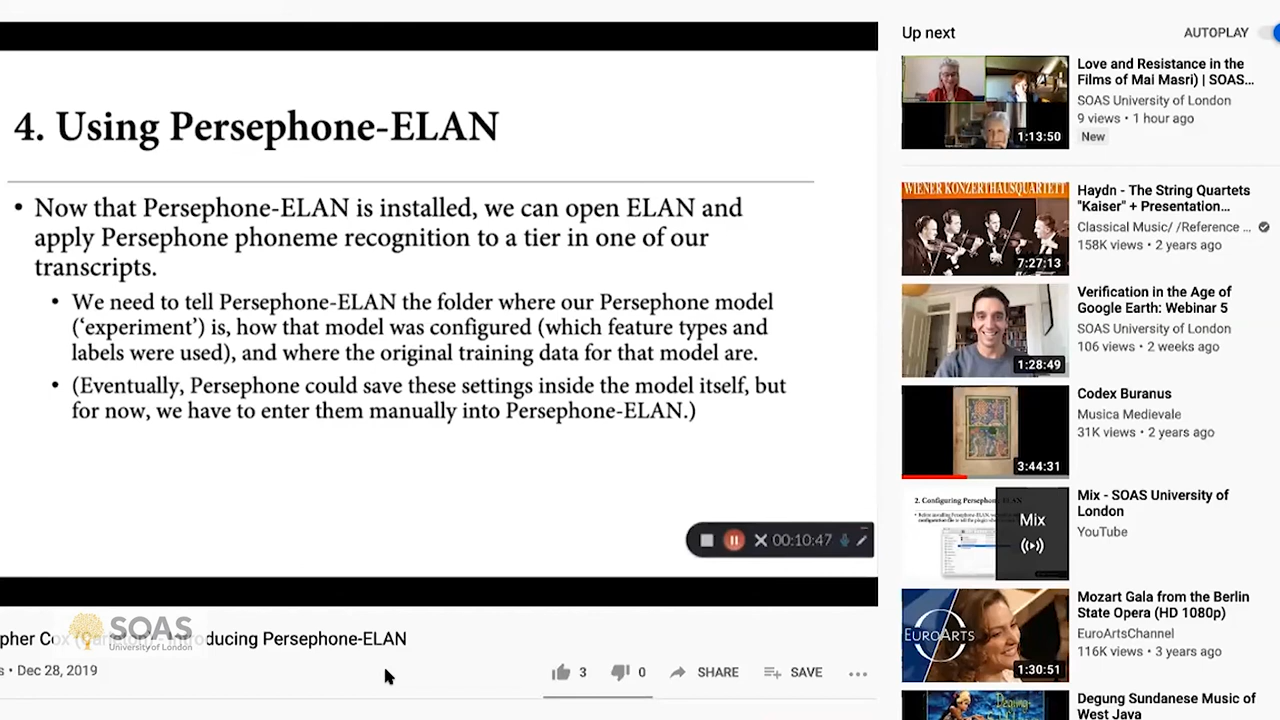 4. Using Persephone-ELAN
• Now that Persephone-ELAN is installed, we can open ELAN and
apply Persephone phoneme recognition to a tier in one of our
transcripts.
• We need to tell Persephone-ELAN the folder where our Persephone model
(‘experiment’) is, how that model was configured (which feature types and
labels were used), and where the original training data for that model are.
• (Eventually, Persephone could save these settings inside the model itself, but
for now, we have to enter them manually into Persephone-ELAN.)
00:10:47
pher Cox ducing Persephone-ELAN
SOAS
University of London
s • Dec 28, 2019
3
0
SHARE
SAVE
Up next
AUTOPLAY
1:13:50
Love and Resistance in the
Films of Mai Masri) | SOAS...
SOAS University of London
9 views • 1 hour ago
New
WIENER KONZERTHAUSQUARTETT
7:27:13
Haydn - The String Quartets
"Kaiser" + Presentation...
Classical Music/ /Reference ...
158K views • 2 years ago
1:28:49
Verification in the Age of
Google Earth: Webinar 5
SOAS University of London
106 views • 2 weeks ago
3:44:31
Codex Buranus
Musica Medievale
31K views • 2 years ago
2. Configuring
Mix
Mix - SOAS University of
London
YouTube
EUROARTS
1:30:51
Mozart Gala from the Berlin
State Opera (HD 1080p)
EuroArtsChannel
116K views • 3 years ago
Degung Sundanese Music of
West Java